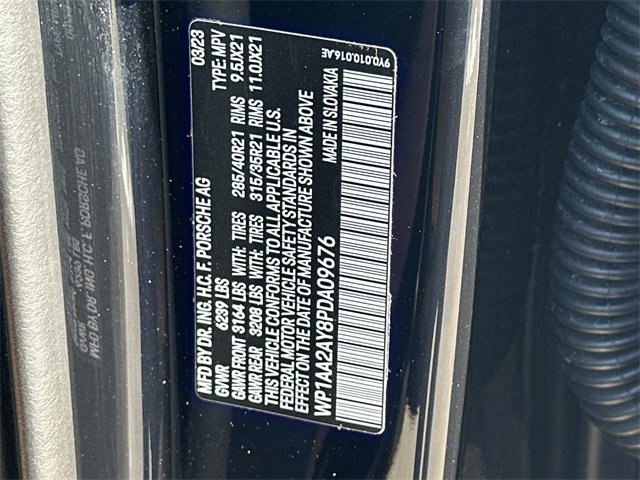 MFD BY DR. ING. H.C. F. PORSCHE AG 03/23
GVWR 6239 LBS TYPE: MPV
GAWR FRONT 3164 LBS WITH: TIRES 285/40R21 RIMS 9.5JX21
GAWR REAR 3208 LBS WITH: TIRES 315/35R21 RIMS 11.0JX21
THIS VEHICLE CONFORMS TO ALL APPLICABLE U.S.
FEDERAL MOTOR VEHICLE SAFETY STANDARDS IN
EFFECT ON THE DATE OF MANUFACTURE SHOWN ABOVE
WP1AA2AY8PDA09676 MADE IN SLOVAKIA
9Y0.010.016.AE